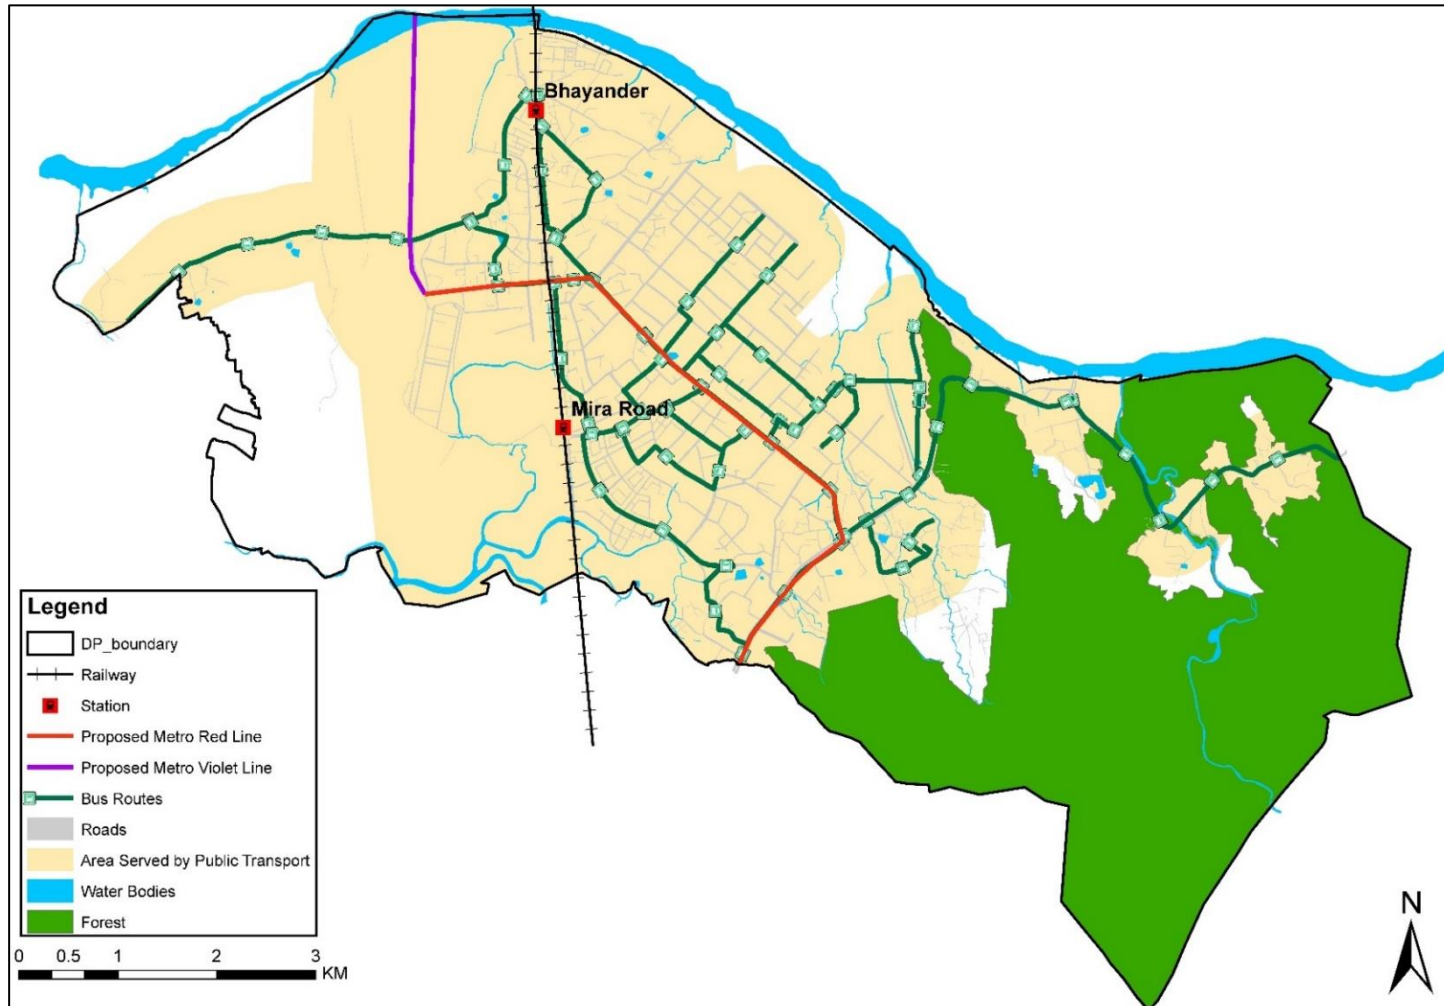 Bhayander
Mira Road
Legend
DP_boundary
Railway
Station
Proposed Metro Red Line
Proposed Metro Violet Line
Bus Routes
Roads
Area Served by Public Transport
Water Bodies
Forest
0 0.5 1 2 3
KM
N